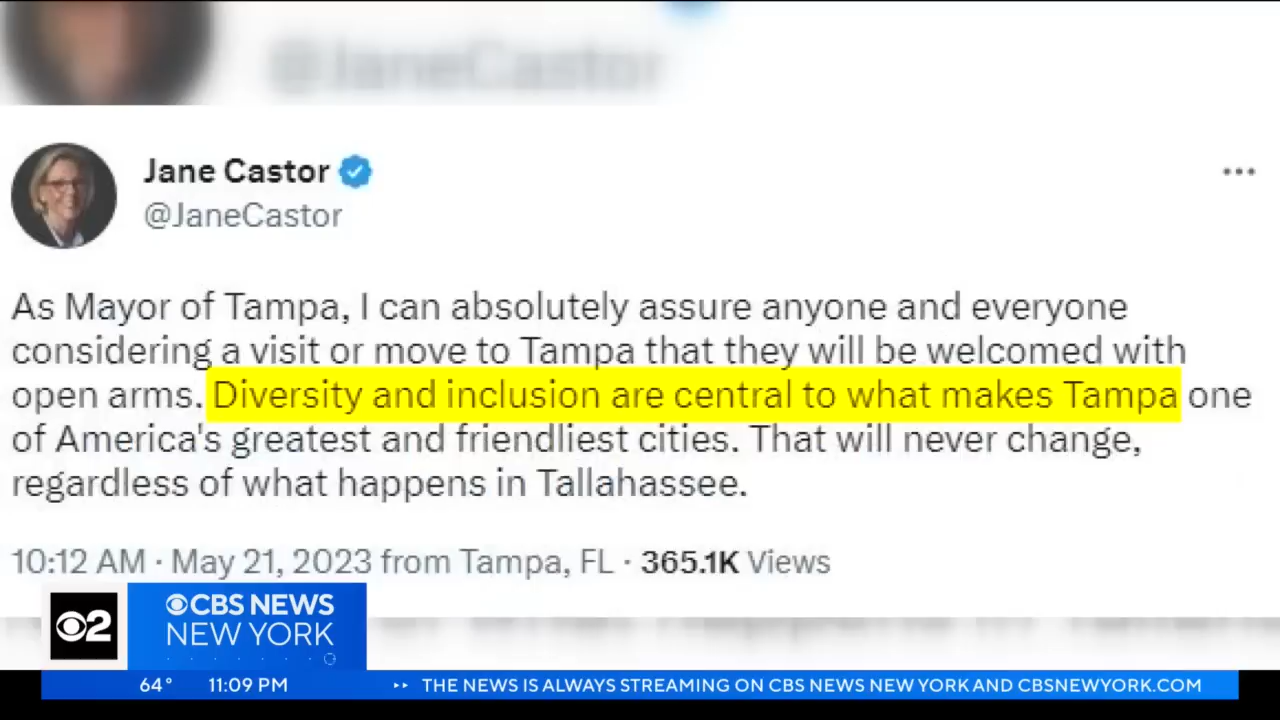 @JaneCastor
Jane Castor
@JaneCastor
As Mayor of Tampa, I can absolutely assure anyone and everyone
considering a visit or move to Tampa that they will be welcomed with
open arms. Diversity and inclusion are central to what makes Tampa one
of America's greatest and friendliest cities. That will never change,
regardless of what happens in Tallahassee.
10:12 AM · May 21, 2023 from Tampa, FL · 365.1K Views
2
CBS NEWS
NEW YORK
64° 11:09 PM THE NEWS IS ALWAYS STREAMING ON CBS NEWS NEW YORK AND CBSNEWYORK.COM